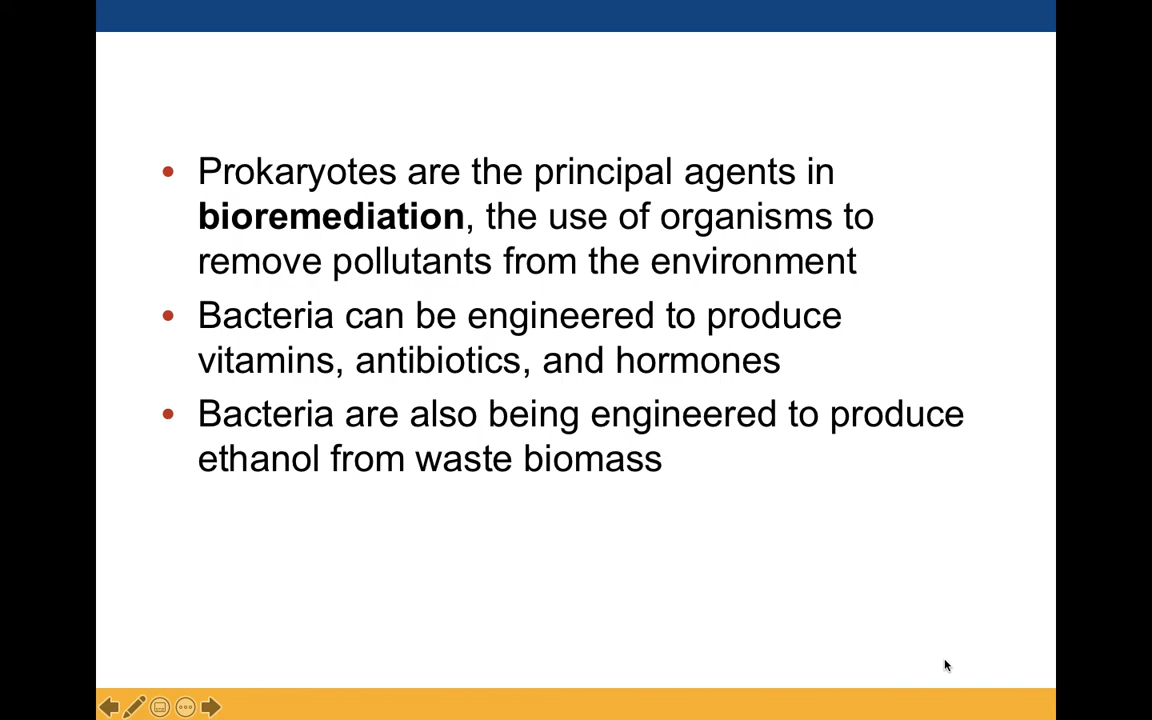 • Prokaryotes are the principal agents in
bioremediation, the use of organisms to
remove pollutants from the environment
• Bacteria can be engineered to produce
vitamins, antibiotics, and hormones
• Bacteria are also being engineered to produce
ethanol from waste biomass